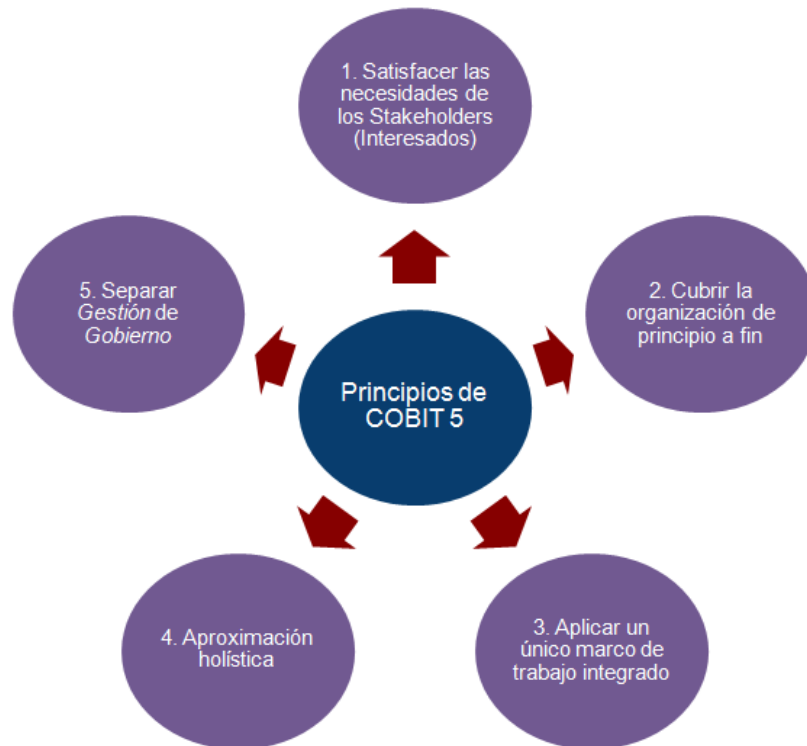 1. Satisfacer las
necesidades de
los Stakeholders
(Interesados)
5. Separar
Gestión de
Gobierno
2. Cubrir la
organización de
principio a fin
Principios de
COBIT 5
4. Aproximación
holística
3. Aplicar un
único marco de
trabajo integrado